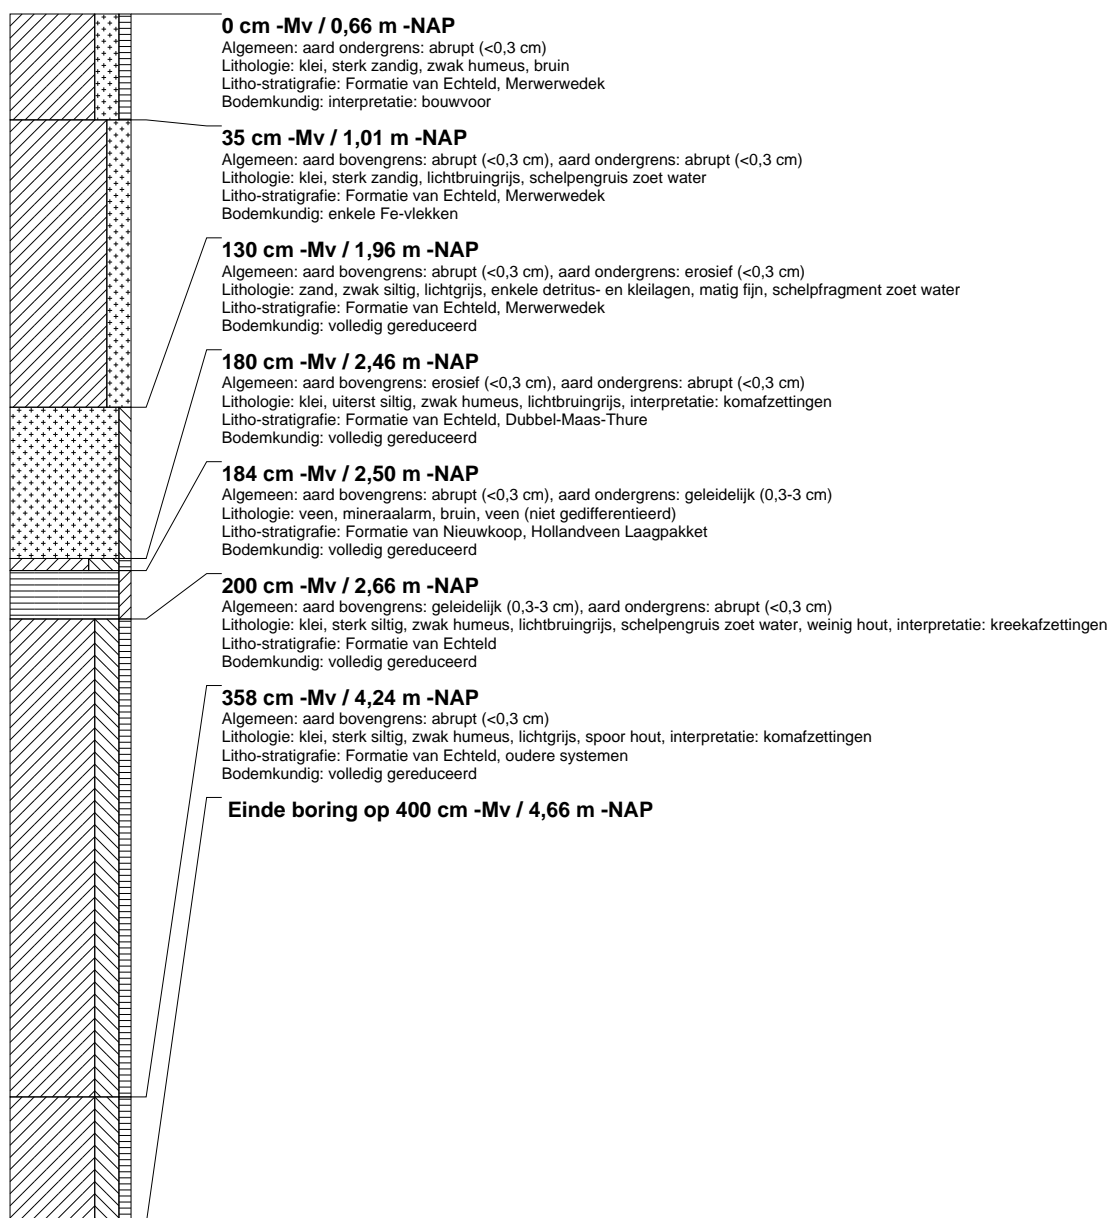 0 cm -Mv / 0,66 m -NAP
Algemeen: aard ondergrens: abrupt (<0,3 cm)
Lithologie: klei, sterk zandig, zwak humeus, bruin
Litho-stratigrafie: Formatie van Echteld, Merwerwedek
Bodemkundig: interpretatie: bouwvoor
35 cm -Mv / 1,01 m -NAP
Algemeen: aard bovengrens: abrupt (<0,3 cm), aard ondergrens: abrupt (<0,3 cm)
Lithologie: klei, sterk zandig, lichtbruingrijs, schelpengruis zoet water
Litho-stratigrafie: Formatie van Echteld, Merwerwedek
Bodemkundig: enkele Fe-vlekken
130 cm -Mv / 1,96 m -NAP
Algemeen: aard bovengrens: abrupt (<0,3 cm), aard ondergrens: erosief (<0,3 cm)
Lithologie: zand, zwak siltig, lichtgrijs, enkele detritus- en kleilagen, matig fijn, schelpfragment zoet water
Litho-stratigrafie: Formatie van Echteld, Merwerwedek
Bodemkundig: volledig gereduceerd
180 cm -Mv / 2,46 m -NAP
Algemeen: aard bovengrens: erosief (<0,3 cm), aard ondergrens: abrupt (<0,3 cm)
Lithologie: klei, uiterst siltig, zwak humeus, lichtbruingrijs, interpretatie: komafzettingen
Litho-stratigrafie: Formatie van Echteld, Dubbel-Maas-Thure
Bodemkundig: volledig gereduceerd
184 cm -Mv / 2,50 m -NAP
Algemeen: aard bovengrens: abrupt (<0,3 cm), aard ondergrens: geleidelijk (0,3-3 cm)
Lithologie: veen, mineraalarm, bruin, veen (niet gedifferentieerd)
Litho-stratigrafie: Formatie van Nieuwkoop, Hollandveen Laagpakket
Bodemkundig: volledig gereduceerd
200 cm -Mv / 2,66 m -NAP
Algemeen: aard bovengrens: geleidelijk (0,3-3 cm), aard ondergrens: abrupt (<0,3 cm)
Lithologie: klei, sterk siltig, zwak humeus, lichtbruingrijs, schelpengruis zoet water, weinig hout, interpretatie: kreekafzettingen
Litho-stratigrafie: Formatie van Echteld
Bodemkundig: volledig gereduceerd
358 cm -Mv / 4,24 m -NAP
Algemeen: aard bovengrens: abrupt (<0,3 cm)
Lithologie: klei, sterk siltig, zwak humeus, lichtgrijs, spoor hout, interpretatie: komafzettingen
Litho-stratigrafie: Formatie van Echteld, oudere systemen
Bodemkundig: volledig gereduceerd
Einde boring op 400 cm -Mv / 4,66 m -NAP